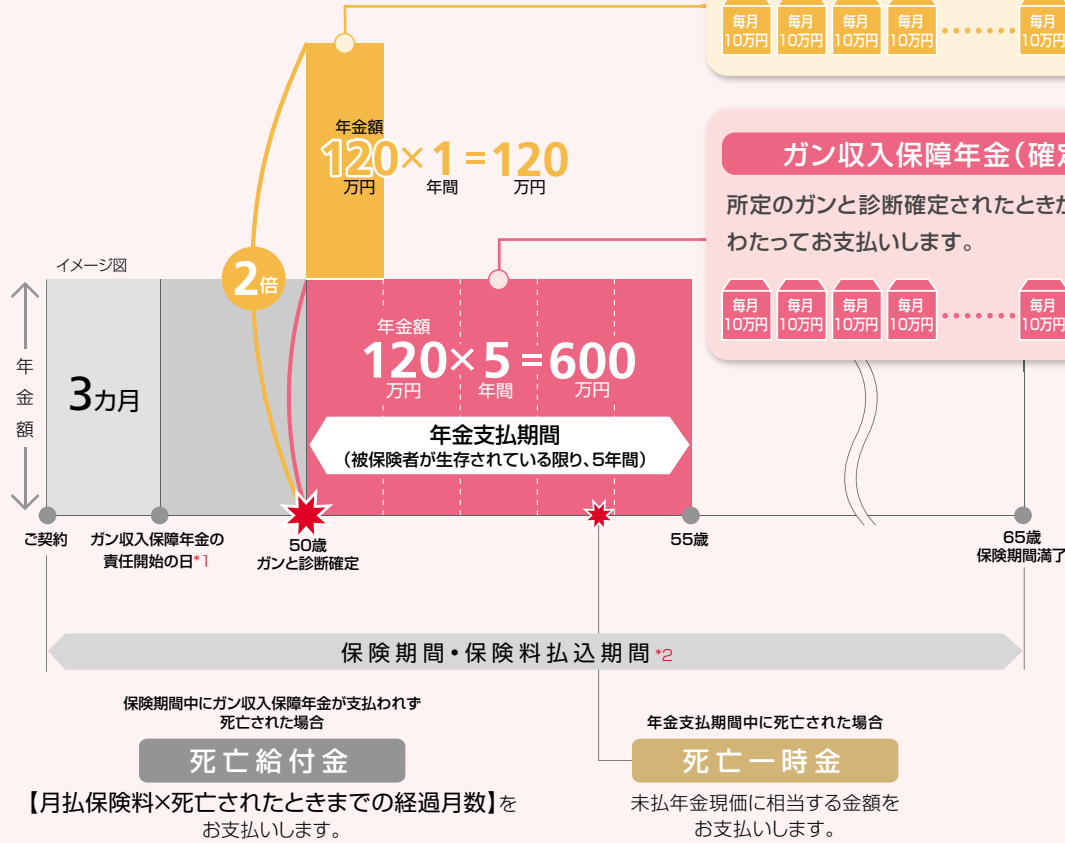 毎月 毎月 毎月 毎月 毎月
10万円 10万円 10万円 10万円 10万円
年金額
120×1=120
万円 年間 万円
ガン収入保障年金(確定
所定のガンと診断確定されたときか
わたってお支払いします。
毎月 毎月 毎月 毎月 毎月
10万円 10万円 10万円 10万円 10万円
イメージ図
2倍
年金額
3カ月
年金額
120×5=600
万円 年間 万円
年金支払期間
(被保険者が生存されている限り、5年間)
ご契約
ガン収入保障年金の
責任開始の日*1
50歳
ガンと診断確定
55歳
65歳
保険期間満了
保険期間・保険料払込期間*2
保険期間中にガン収入保障年金が支払われず
死亡された場合
死亡給付金
【月払保険料×死亡されたときまでの経過月数】を
お支払いします。
年金支払期間中に死亡された場合
死亡一時金
未払年金現価に相当する金額を
お支払いします。